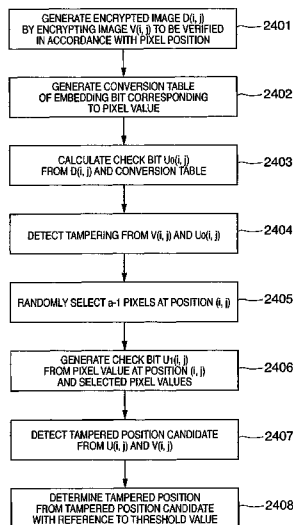 GENERATE ENCRYPTED IMAGE D(i, j)
BY ENCRYPTING IMAGE V(i, j) TO BE VERIFIED
IN ACCORDANCE WITH PIXEL POSITION
2401
GENERATE CONVERSION TABLE
OF EMBEDDING BIT CORRESPONDING
TO PIXEL VALUE
2402
CALCULATE CHECK BIT U0(i, j)
FROM D(i, j) AND CONVERSION TABLE
2403
DETECT TAMPERING FROM V(i, j) AND U0(i, j)
2404
RANDOMLY SELECT a-1 PIXELS AT POSITION (i, j)
2405
GENERATE CHECK BIT U1(i, j)
FROM PIXEL VALUE AT POSITION (i, j)
AND SELECTED PIXEL VALUES
2406
DETECT TAMPERED POSITION CANDIDATE
FROM U(i, j) AND V(i, j)
2407
DETERMINE TAMPERED POSITION
FROM TAMPERED POSITION CANDIDATE
WITH REFERENCE TO THRESHOLD VALUE
2408